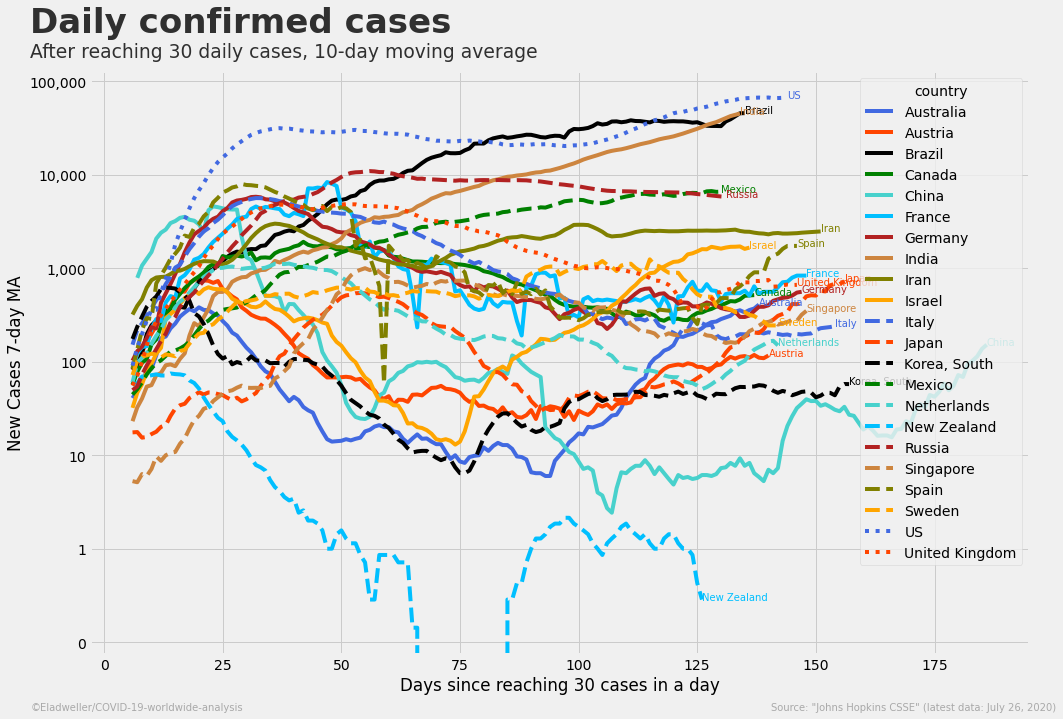 Daily confirmed cases
After reaching 30 daily cases, 10-day moving average
New Cases 7-day MA
100,000
10,000
1,000
100
10
1
0
0
25
50
75
100
125
150
175
Days since reaching 30 cases in a day
country
Australia
Austria
Brazil
Canada
China
France
Germany
India
Iran
Israel
Italy
Japan
Korea, South
Mexico
Netherlands
New Zealand
Russia
Singapore
Spain
Sweden
US
United Kingdom
US
Brazil
Mexico
Russia
Iran
Spain
Israel
France
United Kingdom
Germany
Canada
Australia
Singapore
Sweden
Italy
Netherlands
China
Austria
Korea, South
New Zealand
©Eladweller/COVID-19-worldwide-analysis
Source: "Johns Hopkins CSSE" (latest data: July 26, 2020)